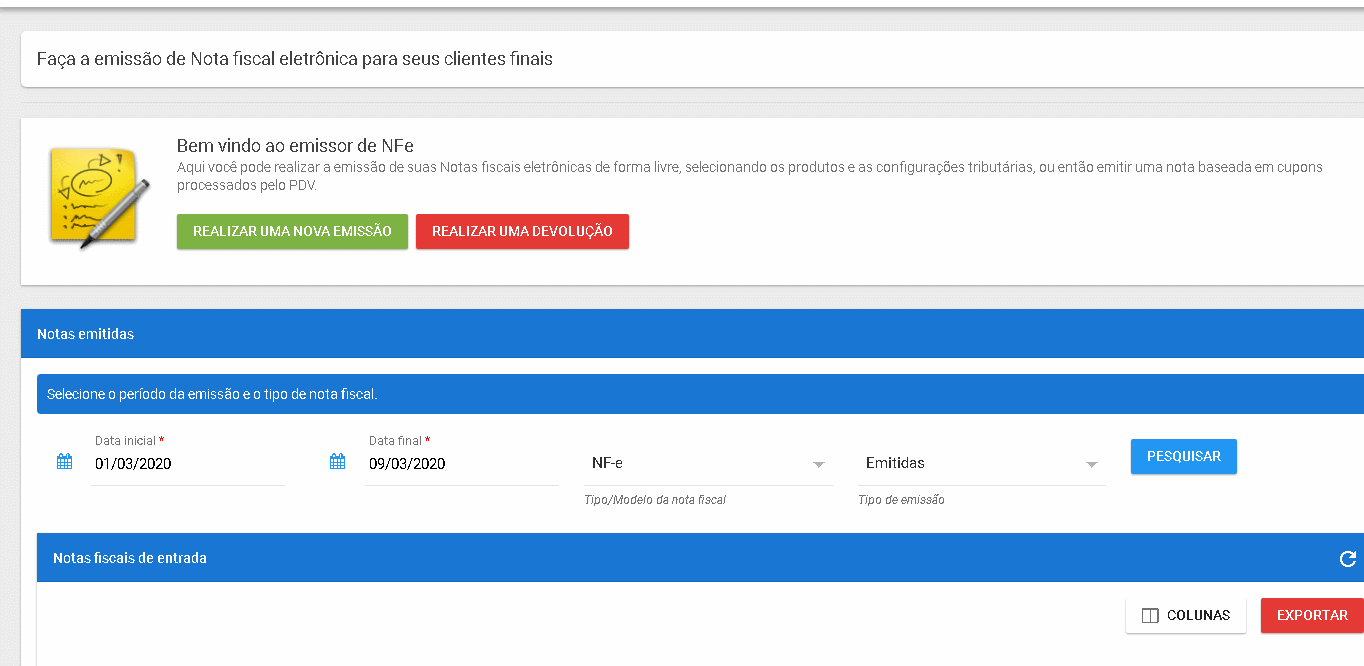 Faça a emissão de Nota fiscal eletrônica para seus clientes finais
Bem vindo ao emissor de NFe
Aqui você pode realizar a emissão de suas Notas fiscais eletrônicas de forma livre, selecionando os produtos e as configurações tributárias, ou então emitir uma nota baseada em cupons
processados pelo PDV.
REALIZAR UMA NOVA EMISSÃO REALIZAR UMA DEVOLUÇÃO
Notas emitidas
Selecione o período da emissão e o tipo de nota fiscal.
Data inicial * Data final *
01/03/2020 09/03/2020 NF-e Emitidas PESQUISAR
Tipo/Modelo da nota fiscal Tipo de emissão
Notas fiscais de entrada
COLUNAS EXPORTAR